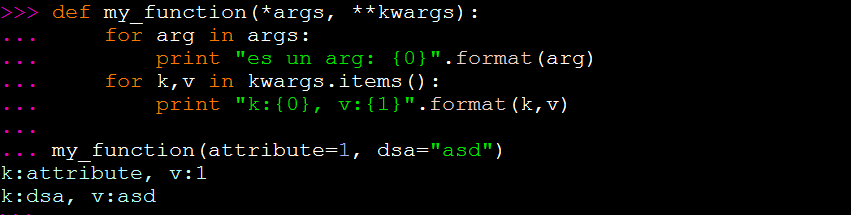 >>> def my_function(*args, **kwargs):
...     for arg in args:
...         print "es un arg: {0}".format(arg)
...     for k,v in kwargs.items():
...         print "k:{0}, v:{1}".format(k,v)
...
... my_function(attribute=1, dsa="asd")
k:attribute, v:1
k:dsa, v:asd